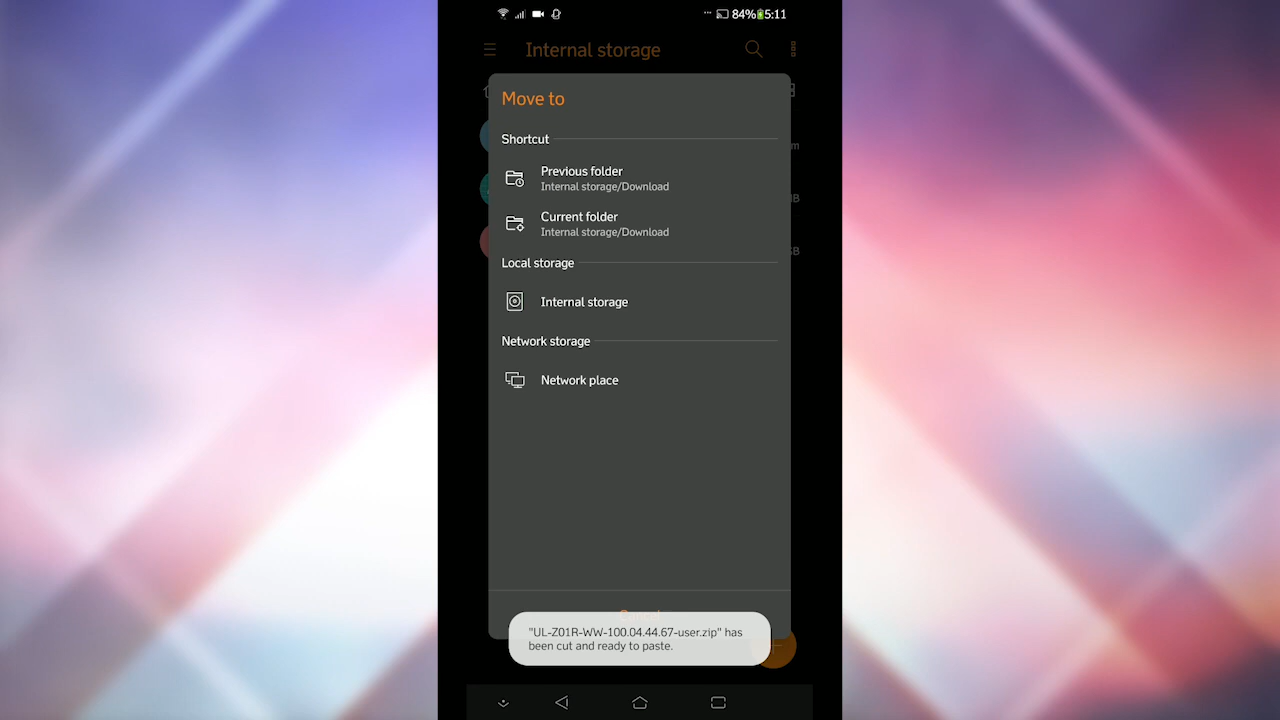 84% 5:11
Internal storage
Move to
Shortcut
Previous folder
Internal storage/Download
Current folder
Internal storage/Download
Local storage
Internal storage
Network storage
Network place
Cancel
"UL-Z01R-WW-100.04.44.67-user.zip" has
been cut and ready to paste.